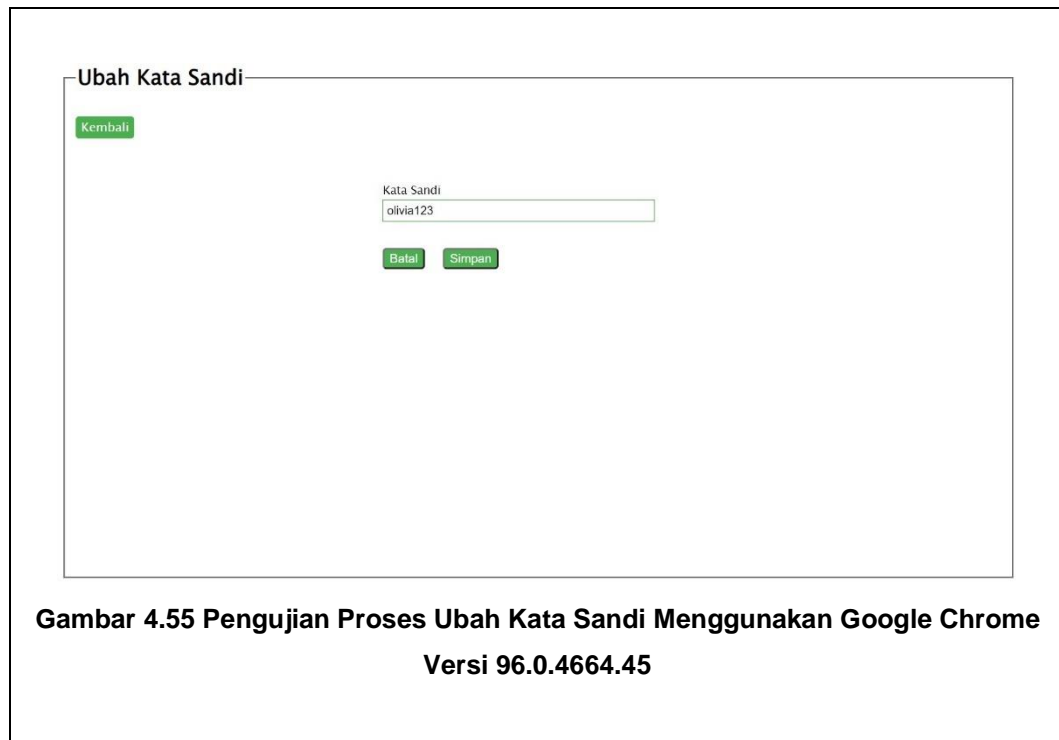 Ubah Kata Sandi
Kembali
Kata Sandi
olivia123
Batal Simpan
Gambar 4.55 Pengujian Proses Ubah Kata Sandi Menggunakan Google Chrome
Versi 96.0.4664.45